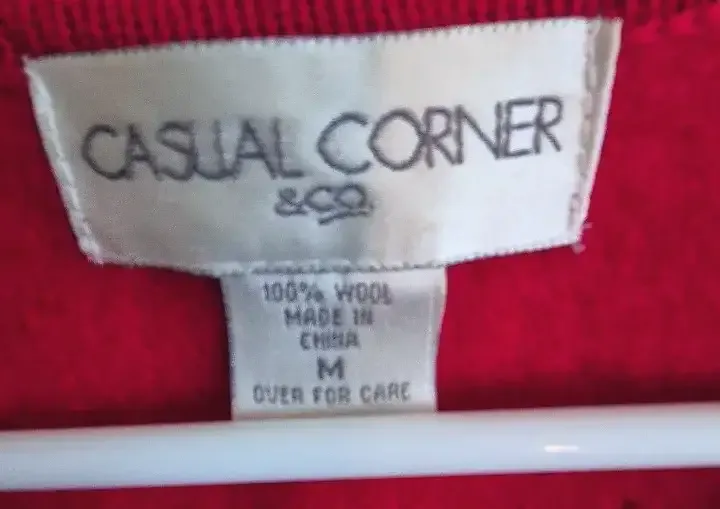 CASUAL CORNER
&CO.
100% WOOL
MADE IN
CHINA
M
OVER FOR CARE